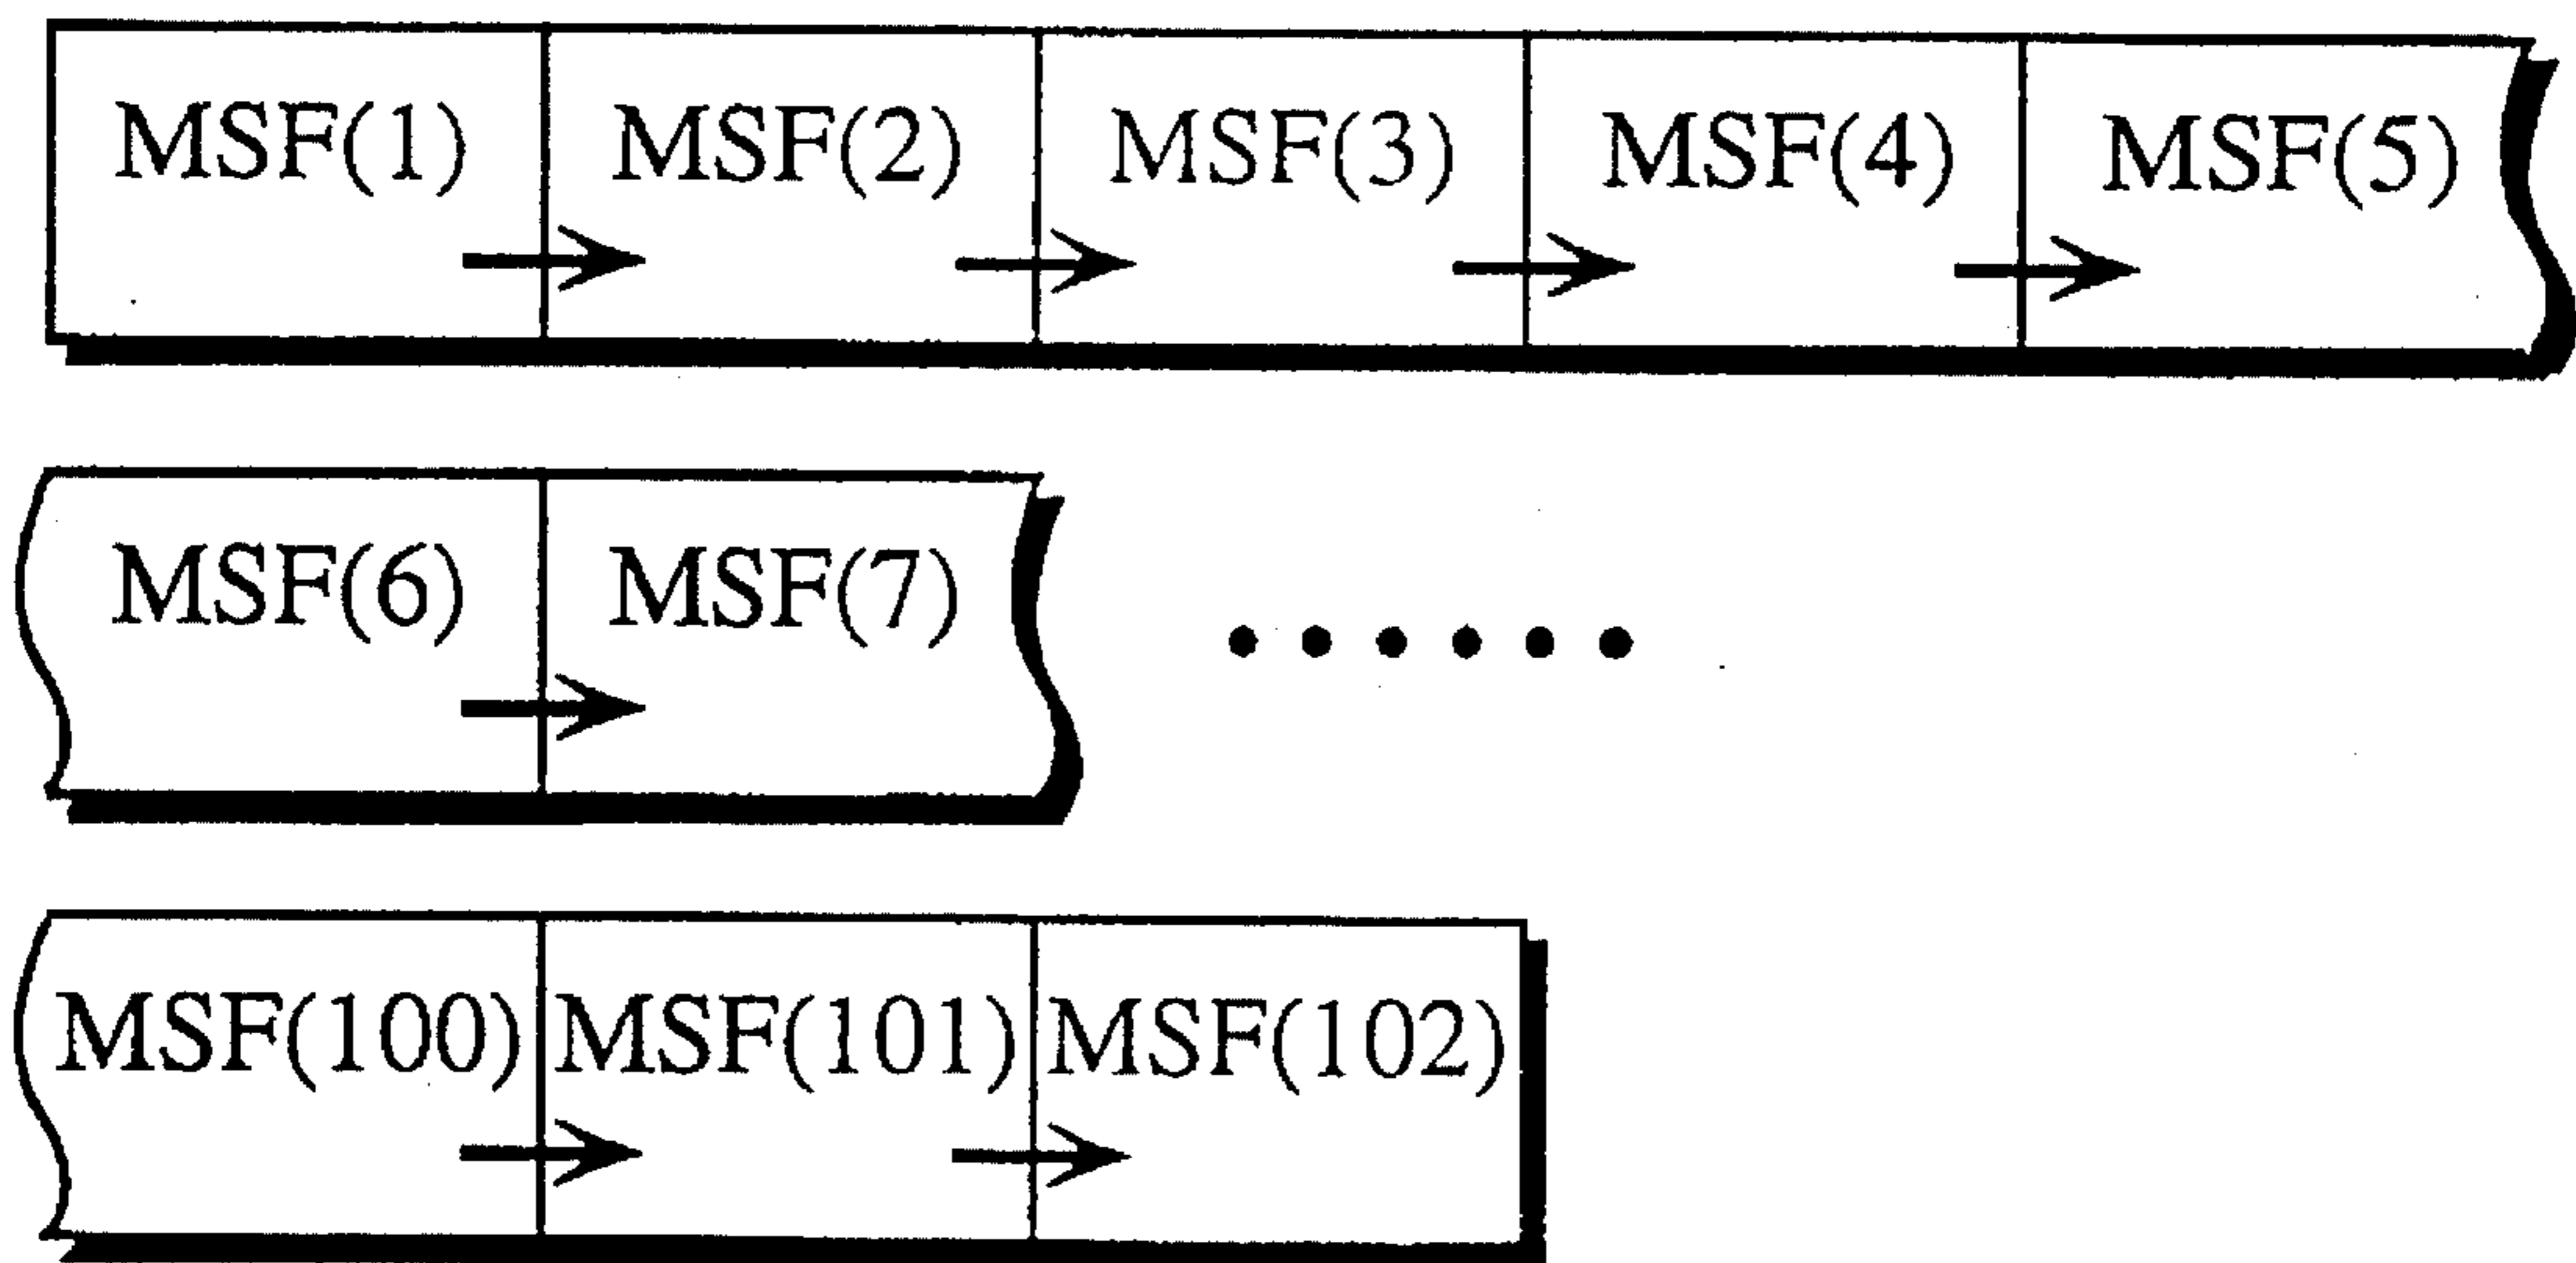 MSF(1) MSF(2) MSF(3) MSF(4) MSF(5)
MSF(6) MSF(7) ......
MSF(100) MSF(101) MSF(102)